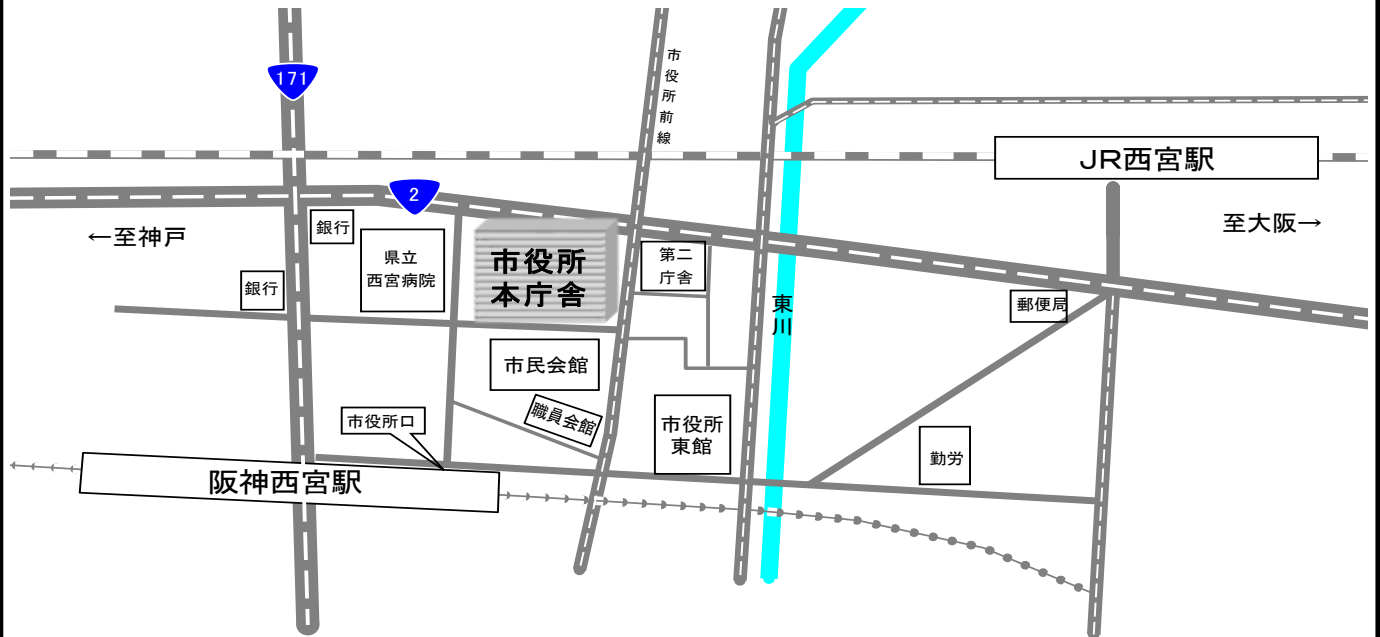 171
市役所前線
JR西宮駅
2
←至神戸
銀行
県立
西宮病院
市役所
本庁舎
第二
庁舎
至大阪→
銀行
東川
郵便局
市民会館
職員会館
市役所口
市役所
東館
勤労
阪神西宮駅